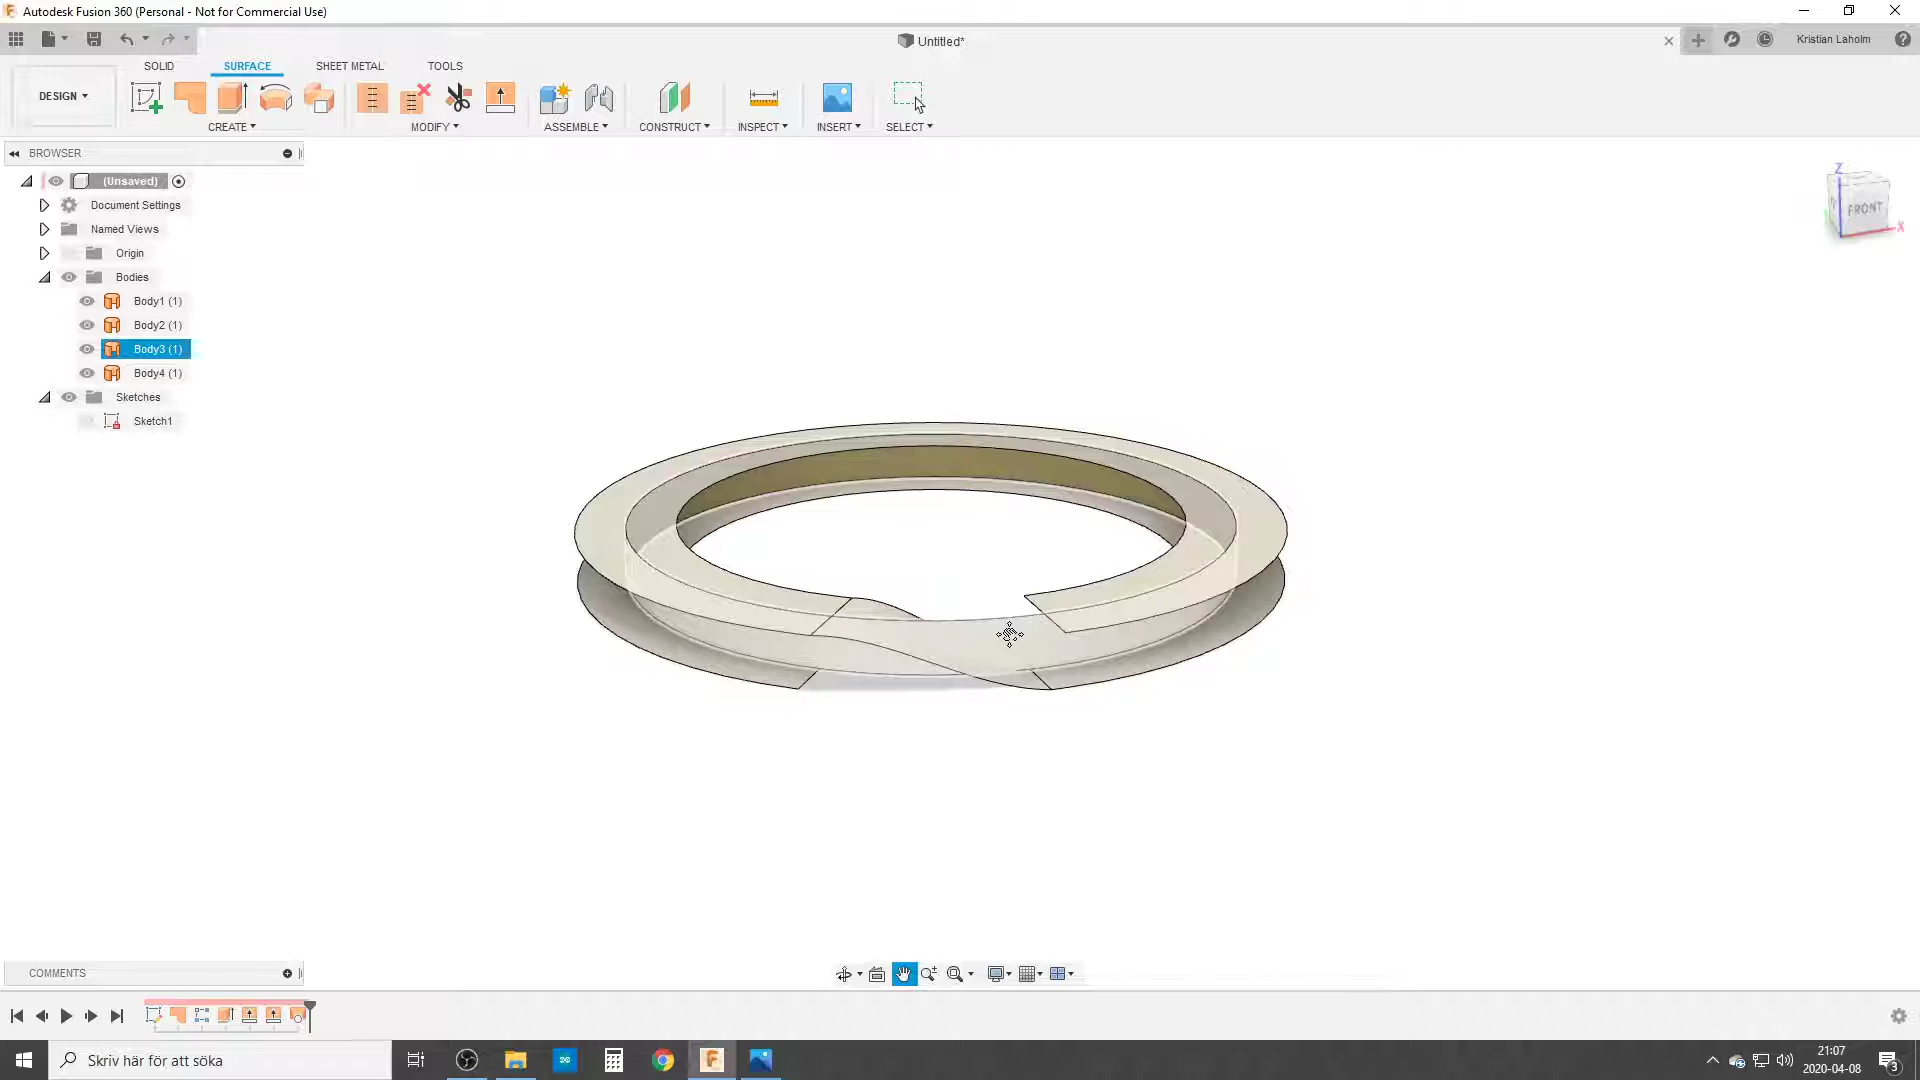 Autodesk Fusion 360 (Personal - Not for Commercial Use)
Untitled*
Kristian Laholm
DESIGN
SOLID
SURFACE
SHEET METAL
TOOLS
CREATE
MODIFY
ASSEMBLE
CONSTRUCT
INSPECT
INSERT
SELECT
BROWSER
(Unsaved)
Document Settings
Named Views
Origin
Bodies
Body1 (1)
Body2 (1)
Body3 (1)
Body4 (1)
Sketches
Sketch1
Z
FRONT
X
COMMENTS
Skriv här för att söka
21:07
2020-04-08
3